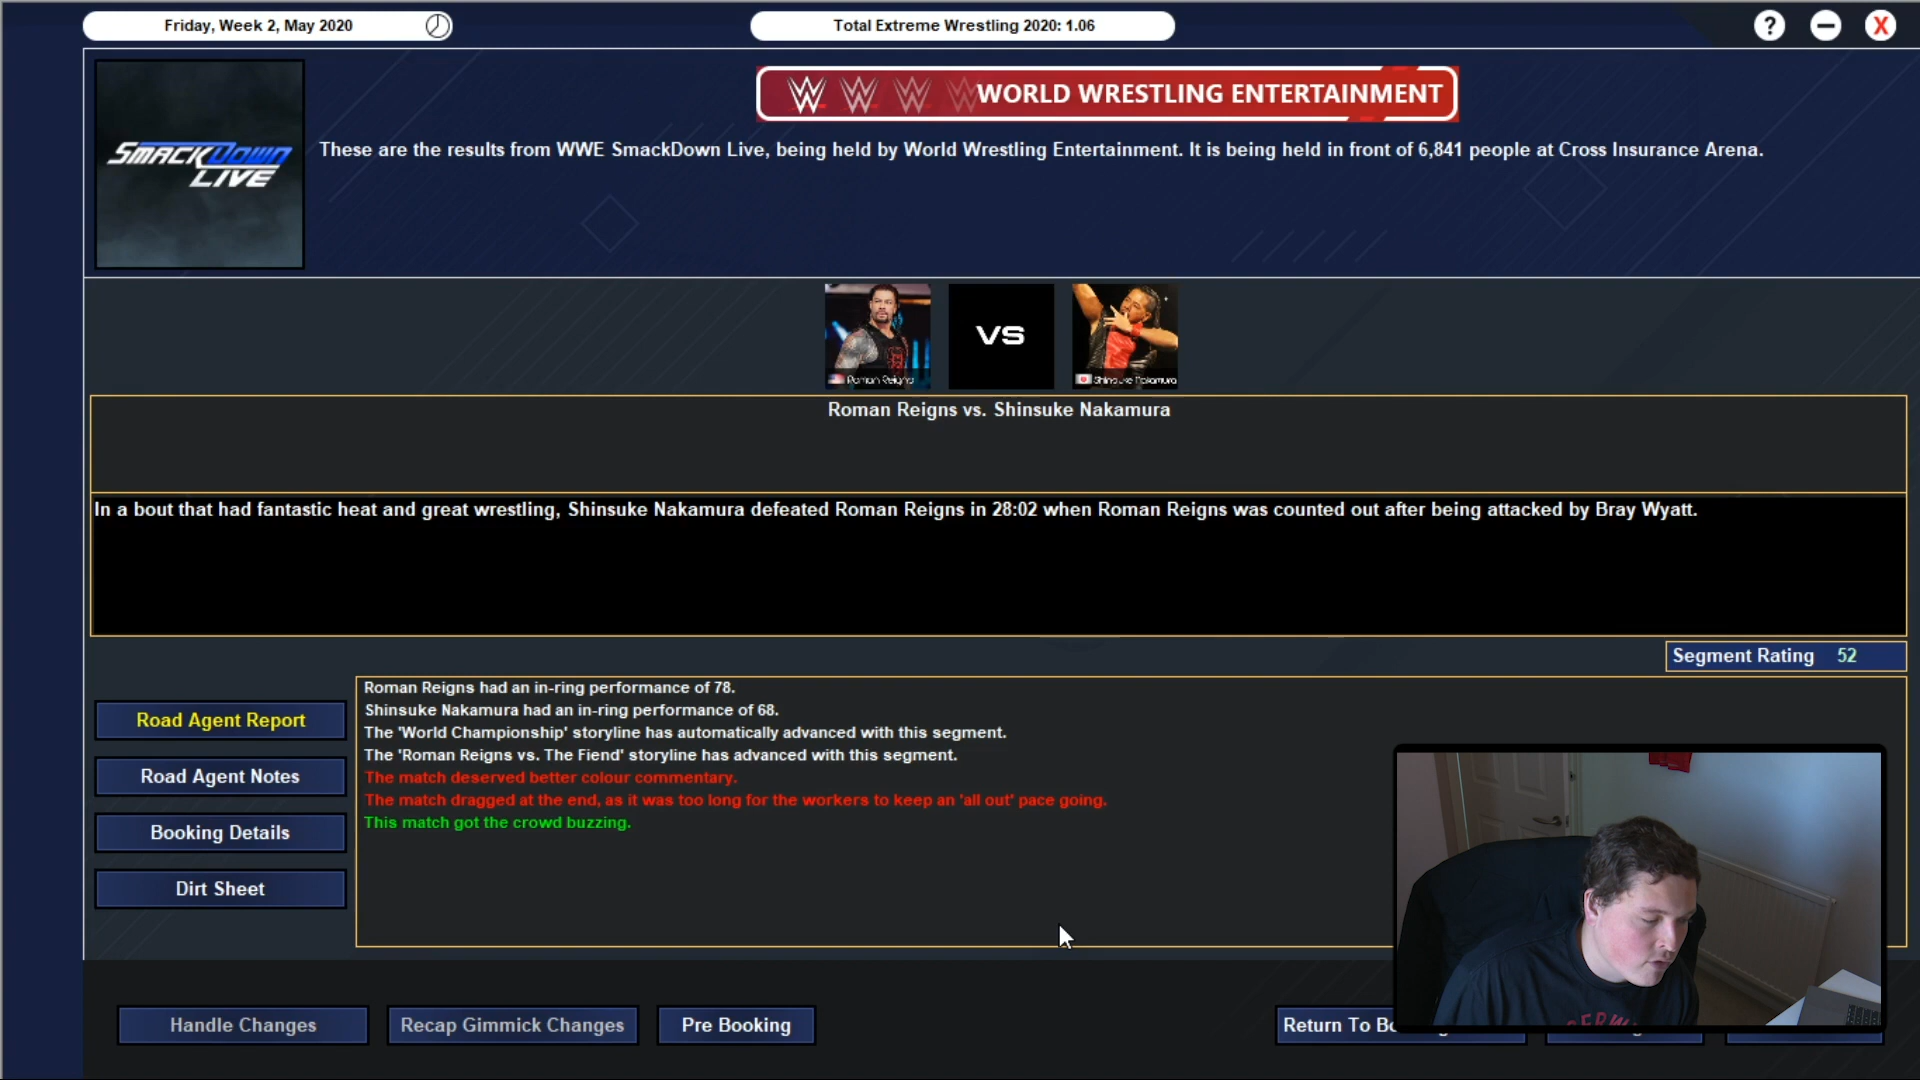 Friday, Week 2, May 2020
Total Extreme Wrestling 2020: 1.06
?
X
WORLD WRESTLING ENTERTAINMENT
SMACKDOWN
LIVE
These are the results from WWE SmackDown Live, being held by World Wrestling Entertainment. It is being held in front of 6,841 people at Cross Insurance Arena.
Roman Reigns
VS
Shinsuke Nakamura
Roman Reigns vs. Shinsuke Nakamura
In a bout that had fantastic heat and great wrestling, Shinsuke Nakamura defeated Roman Reigns in 28:02 when Roman Reigns was counted out after being attacked by Bray Wyatt.
Segment Rating 52
Road Agent Report
Road Agent Notes
Booking Details
Dirt Sheet
Roman Reigns had an in-ring performance of 78.
Shinsuke Nakamura had an in-ring performance of 68.
The 'World Championship' storyline has automatically advanced with this segment.
The 'Roman Reigns vs. The Fiend' storyline has advanced with this segment.
The match deserved better colour commentary.
The match dragged at the end, as it was too long for the workers to keep an 'all out' pace going.
This match got the crowd buzzing.
Handle Changes
Recap Gimmick Changes
Pre Booking
Return To